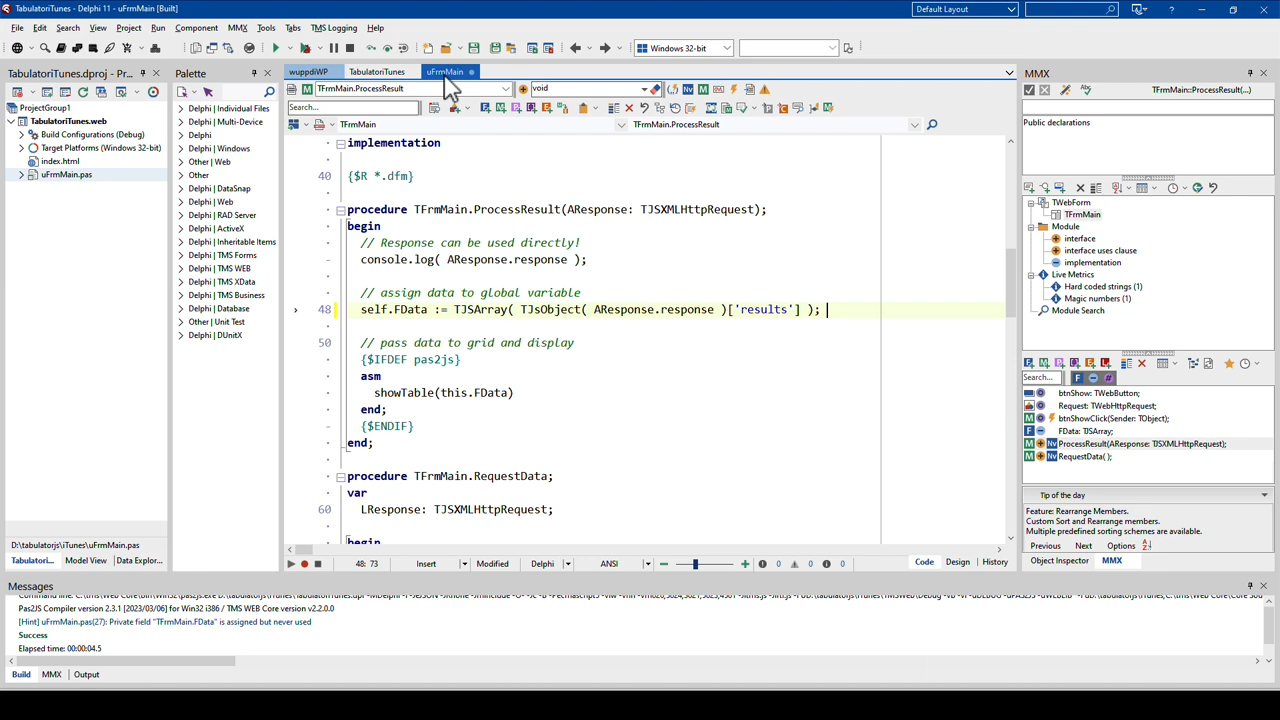 TabulatoriTunes - Delphi 11 - uFrmMain [Built]
Default Layout
File Edit Search View Project Run Component MMX Tools Tabs TMS Logging Help
Windows 32-bit
TabulatoriTunes.dproj - Pr...
ProjectGroup1
TabulatoriTunes.web
Build Configurations (Debug)
Target Platforms (Windows 32-bit)
index.html
uFrmMain.pas
D:\tabulatorjs\iTunes\uFrmMain.pas
Tabulatori... Model View Data Explor...
Palette
Delphi | Individual Files
Delphi | Multi-Device
Delphi
Delphi | Windows
Other | Web
Other
Delphi | DataSnap
Delphi | Web
Delphi | RAD Server
Delphi | ActiveX
Delphi | Inheritable Items
Delphi | TMS Forms
Delphi | TMS WEB
Delphi | TMS XData
Delphi | TMS Business
Delphi | Database
Other | Unit Test
Delphi | DUnitX
wuppdiWP TabulatoriTunes uFrmMain
TFrmMain.ProcessResult void
Search...
TFrmMain TFrmMain.ProcessResult
implementation
40 {$R *.dfm}
procedure TFrmMain.ProcessResult(AResponse: TJSXMLHttpRequest);
begin
// Response can be used directly!
console.log( AResponse.response );
// assign data to global variable
48 self.FData := TJSArray( TJsObject( AResponse.response )['results'] );
50 // pass data to grid and display
{$IFDEF pas2js}
asm
showTable(this.FData)
end;
{$ENDIF}
end;
procedure TFrmMain.RequestData;
var
60 LResponse: TJSXMLHttpRequest;
begin
48: 73 Insert Modified Delphi ANSI 0 0 0 Code Design History
MMX
TFrmMain.ProcessResult(...)
Public declarations
TWebForm
TFrmMain
Module
interface
interface uses clause
implementation
Live Metrics
Hard coded strings (1)
Magic numbers (1)
Module Search
Search...
btnShow: TWebButton;
Request: TWebHttpRequest;
btnShowClick(Sender: TObject);
FData: TJSArray;
ProcessResult(AResponse: TJSXMLHttpRequest);
RequestData( );
Tip of the day
Feature: Rearrange Members.
Custom Sort and Rearrange members.
Multiple predefined sorting schemes are available.
Previous Next Options
Object Inspector MMX
Messages
Pas2JS Compiler version 2.3.1 [2023/03/06] for Win32 i386 / TMS WEB Core version v2.2.0.0
[Hint] uFrmMain.pas(27): Private field "TFrmMain.FData" is assigned but never used
Success
Elapsed time: 00:00:04.5
Build MMX Output